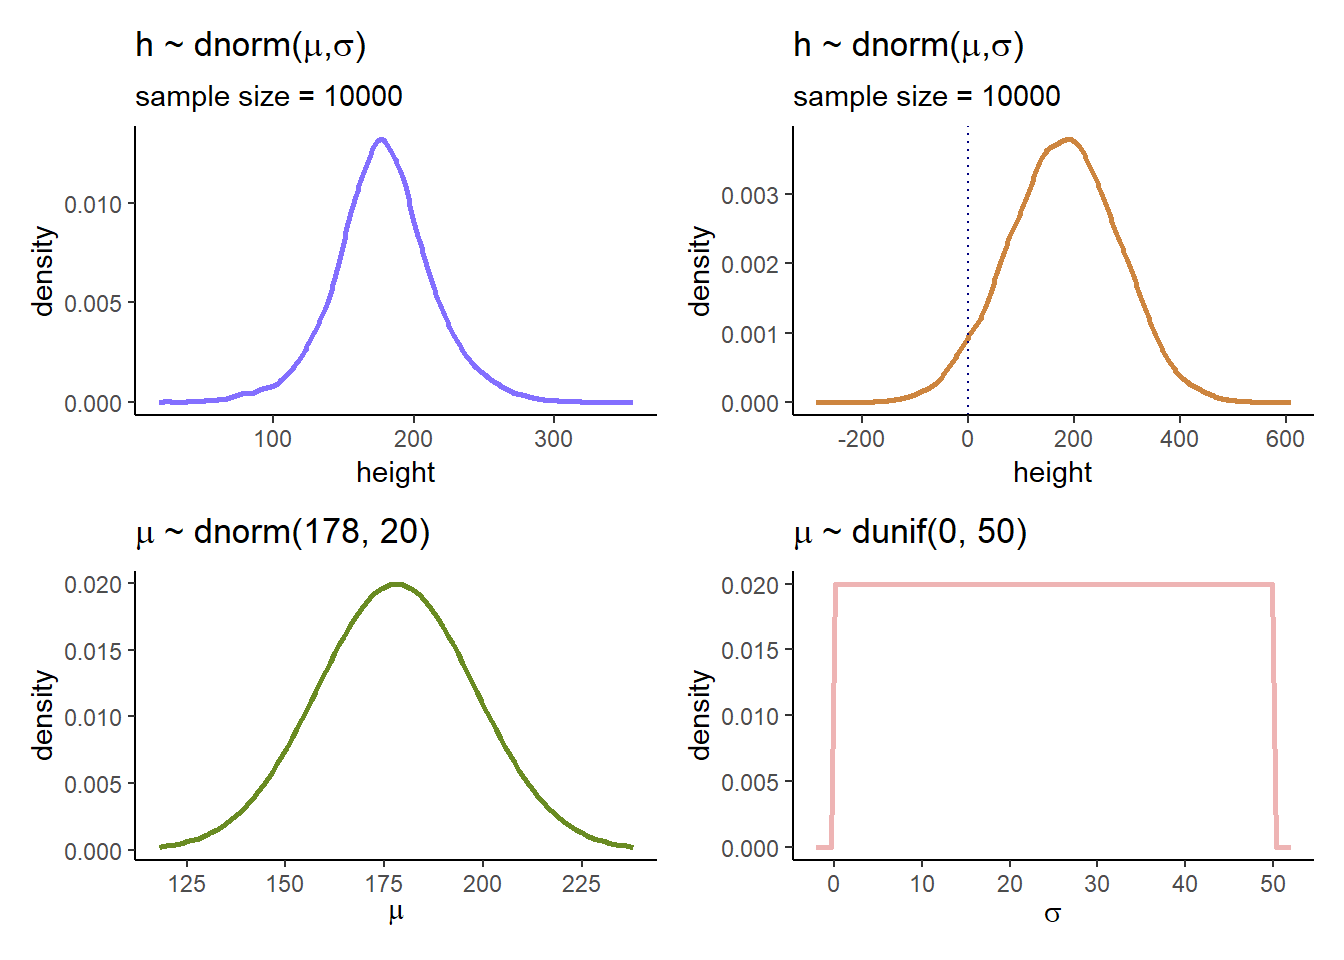 h ~ dnorm(μ,σ)
sample size = 10000
density
0.010
0.005
0.000
100 200 300
height
h ~ dnorm(μ,σ)
sample size = 10000
density
0.003
0.002
0.001
0.000
-200 0 200 400 600
height
μ ~ dnorm(178, 20)
density
0.020
0.015
0.010
0.005
0.000
125 150 175 200 225
μ
μ ~ dunif(0, 50)
density
0.020
0.015
0.010
0.005
0.000
0 10 20 30 40 50
σ